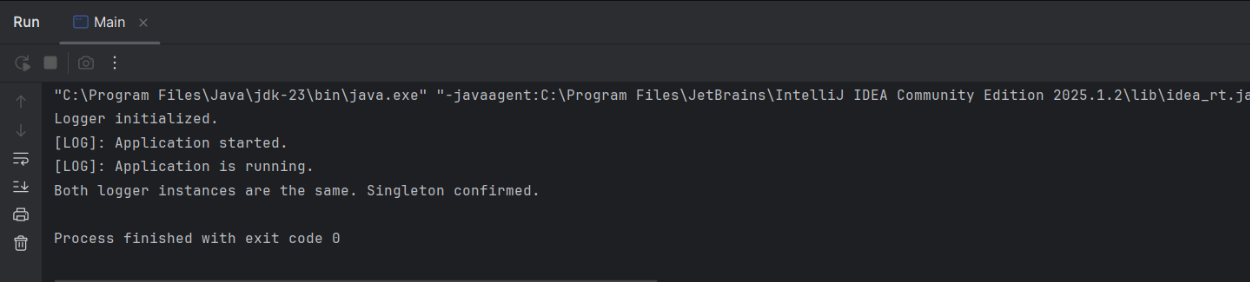 Run
Main
"C:\Program Files\Java\jdk-23\bin\java.exe" "-javaagent:C:\Program Files\JetBrains\IntelliJ IDEA Community Edition 2025.1.2\lib\idea_rt.ja
Logger initialized.
[LOG]: Application started.
[LOG]: Application is running.
Both logger instances are the same. Singleton confirmed.
Process finished with exit code 0